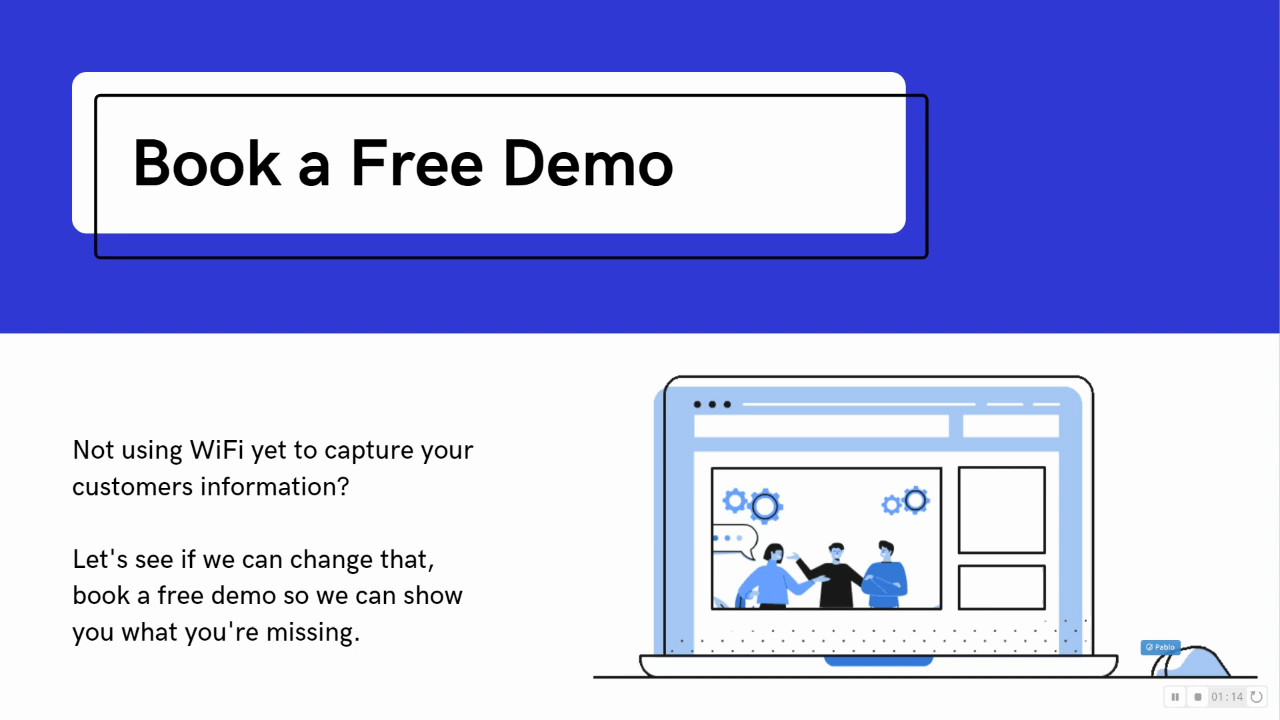 Book a Free Demo
Not using WiFi yet to capture your
customers information?
Let's see if we can change that,
book a free demo so we can show
you what you're missing.
Pablo
01:14